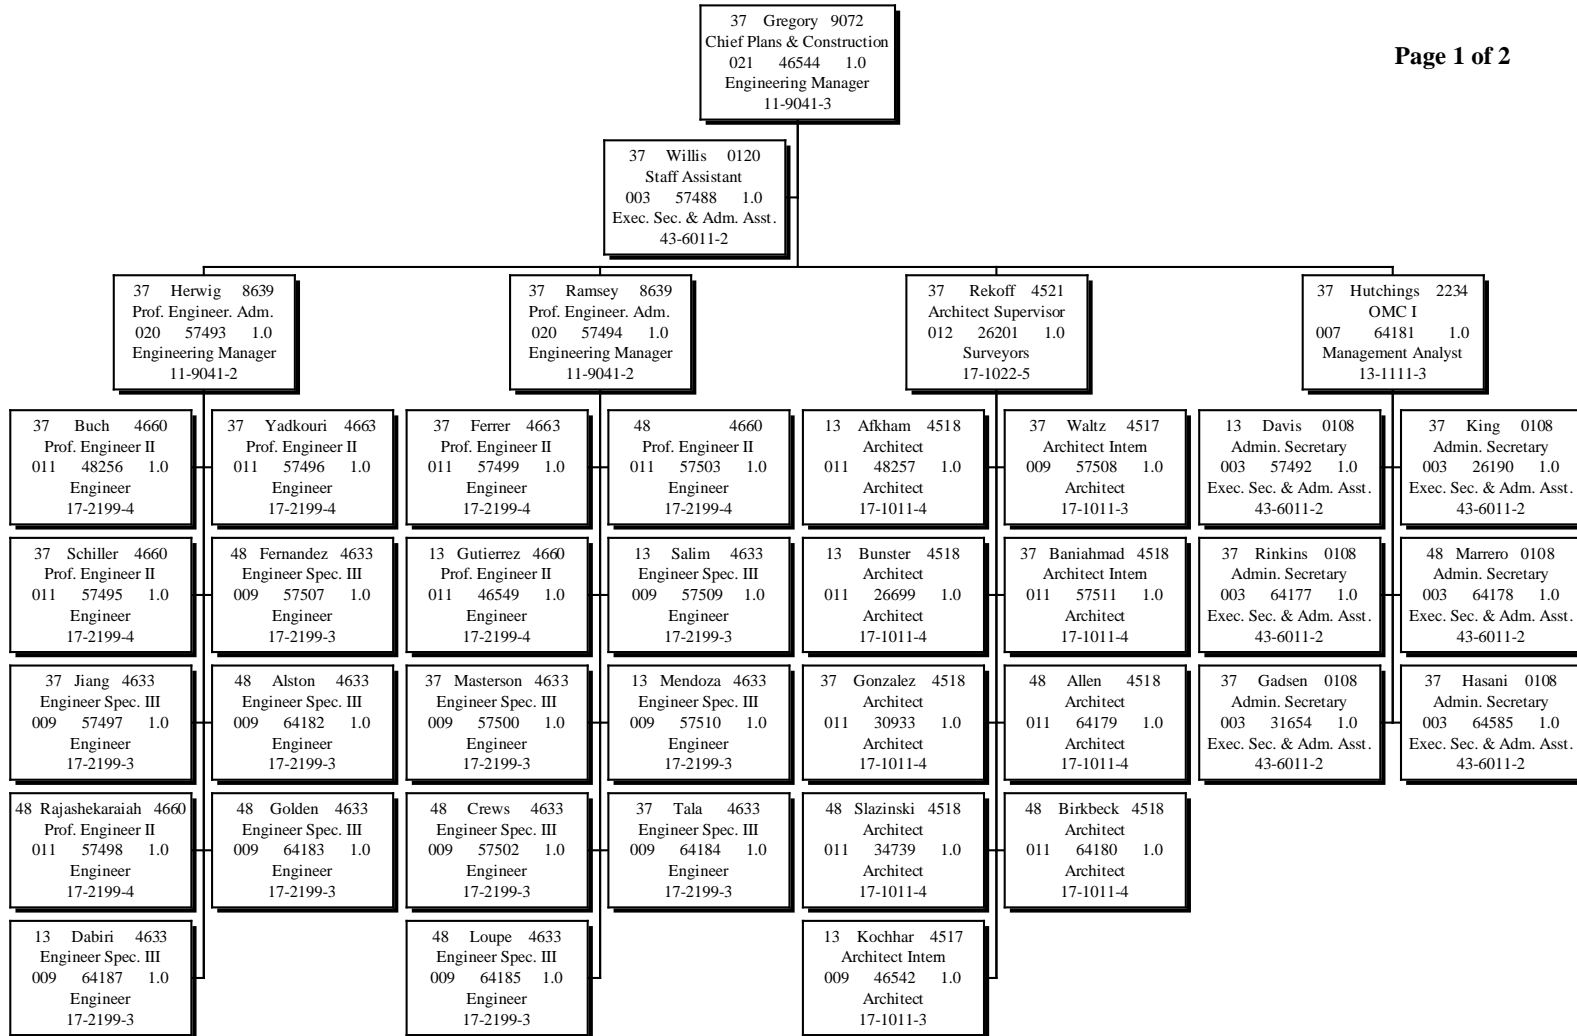 37 Gregory 9072
Chief Plans & Construction
021 46544 1.0
Engineering Manager
11-9041-3
Page 1 of 2
37 Willis 0120
Staff Assistant
003 57488 1.0
Exec. Sec. & Adm. Asst.
43-6011-2
37 Herwig 8639
Prof. Engineer. Adm.
020 57493 1.0
Engineering Manager
11-9041-2
37 Ramsey 8639
Prof. Engineer. Adm.
020 57494 1.0
Engineering Manager
11-9041-2
37 Rekoff 4521
Architect Supervisor
012 26201 1.0
Surveyors
17-1022-5
37 Hutchings 2234
OMC I
007 64181 1.0
Management Analyst
13-1111-3
37 Buch 4660
Prof. Engineer II
011 48256 1.0
Engineer
17-2199-4
37 Yadkouri 4663
Prof. Engineer II
011 57496 1.0
Engineer
17-2199-4
37 Ferrer 4663
Prof. Engineer II
011 57499 1.0
Engineer
17-2199-4
48 4660
Prof. Engineer II
011 57503 1.0
Engineer
17-2199-4
13 Afkham 4518
Architect
011 48257 1.0
Architect
17-1011-4
37 Waltz 4517
Architect Intern
009 57508 1.0
Architect
17-1011-3
13 Davis 0108
Admin. Secretary
003 57492 1.0
Exec. Sec. & Adm. Asst.
43-6011-2
37 King 0108
Admin. Secretary
003 26190 1.0
Exec. Sec. & Adm. Asst.
43-6011-2
37 Schiller 4660
Prof. Engineer II
011 57495 1.0
Engineer
17-2199-4
48 Fernandez 4633
Engineer Spec. III
009 57507 1.0
Engineer
17-2199-3
13 Gutierrez 4660
Prof. Engineer II
011 46549 1.0
Engineer
17-2199-4
13 Salim 4633
Engineer Spec. III
009 57509 1.0
Engineer
17-2199-3
13 Bunster 4518
Architect
011 26699 1.0
Architect
17-1011-4
37 Baniahmad 4518
Architect Intern
011 57511 1.0
Architect
17-1011-4
37 Rinkins 0108
Admin. Secretary
003 64177 1.0
Exec. Sec. & Adm. Asst.
43-6011-2
48 Marrero 0108
Admin. Secretary
003 64178 1.0
Exec. Sec. & Adm. Asst.
43-6011-2
37 Jiang 4633
Engineer Spec. III
009 57497 1.0
Engineer
17-2199-3
48 Alston 4633
Engineer Spec. III
009 64182 1.0
Engineer
17-2199-3
37 Masterson 4633
Engineer Spec. III
009 57500 1.0
Engineer
17-2199-3
13 Mendoza 4633
Engineer Spec. III
009 57510 1.0
Engineer
17-2199-3
37 Gonzalez 4518
Architect
011 30933 1.0
Architect
17-1011-4
48 Allen 4518
Architect
011 64179 1.0
Architect
17-1011-4
37 Gadsen 0108
Admin. Secretary
003 31654 1.0
Exec. Sec. & Adm. Asst.
43-6011-2
37 Hasani 0108
Admin. Secretary
003 64585 1.0
Exec. Sec. & Adm. Asst.
43-6011-2
48 Rajashekaraiah 4660
Prof. Engineer II
011 57498 1.0
Engineer
17-2199-4
48 Golden 4633
Engineer Spec. III
009 64183 1.0
Engineer
17-2199-3
48 Crews 4633
Engineer Spec. III
009 57502 1.0
Engineer
17-2199-3
37 Tala 4633
Engineer Spec. III
009 64184 1.0
Engineer
17-2199-3
48 Slazinski 4518
Architect
011 34739 1.0
Architect
17-1011-4
48 Birkbeck 4518
Architect
011 64180 1.0
Architect
17-1011-4
13 Dabiri 4633
Engineer Spec. III
009 64187 1.0
Engineer
17-2199-3
48 Loupe 4633
Engineer Spec. III
009 64185 1.0
Engineer
17-2199-3
13 Kochhar 4517
Architect Intern
009 46542 1.0
Architect
17-1011-3